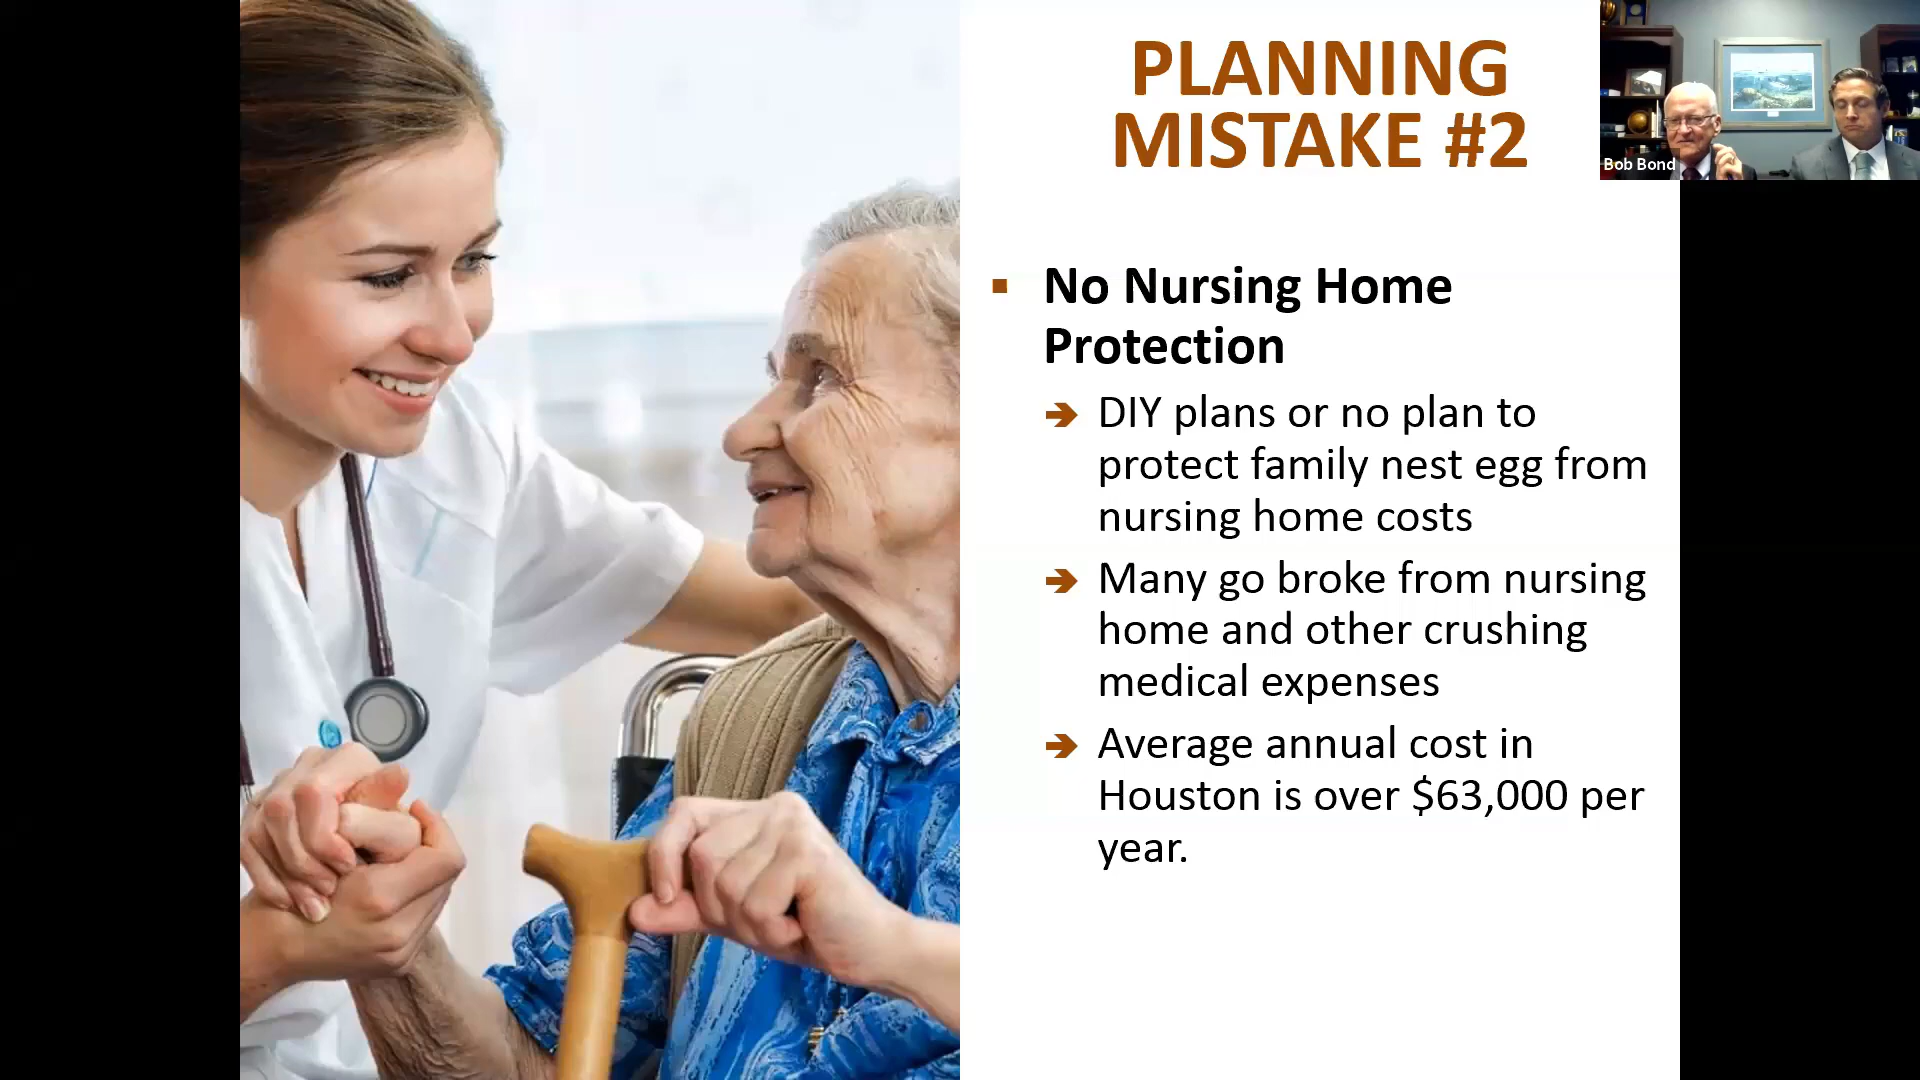 PLANNING
MISTAKE #2
Bob Bond
▪ No Nursing Home
Protection
➔ DIY plans or no plan to
protect family nest egg from
nursing home costs
➔ Many go broke from nursing
home and other crushing
medical expenses
➔ Average annual cost in
Houston is over $63,000 per
year.